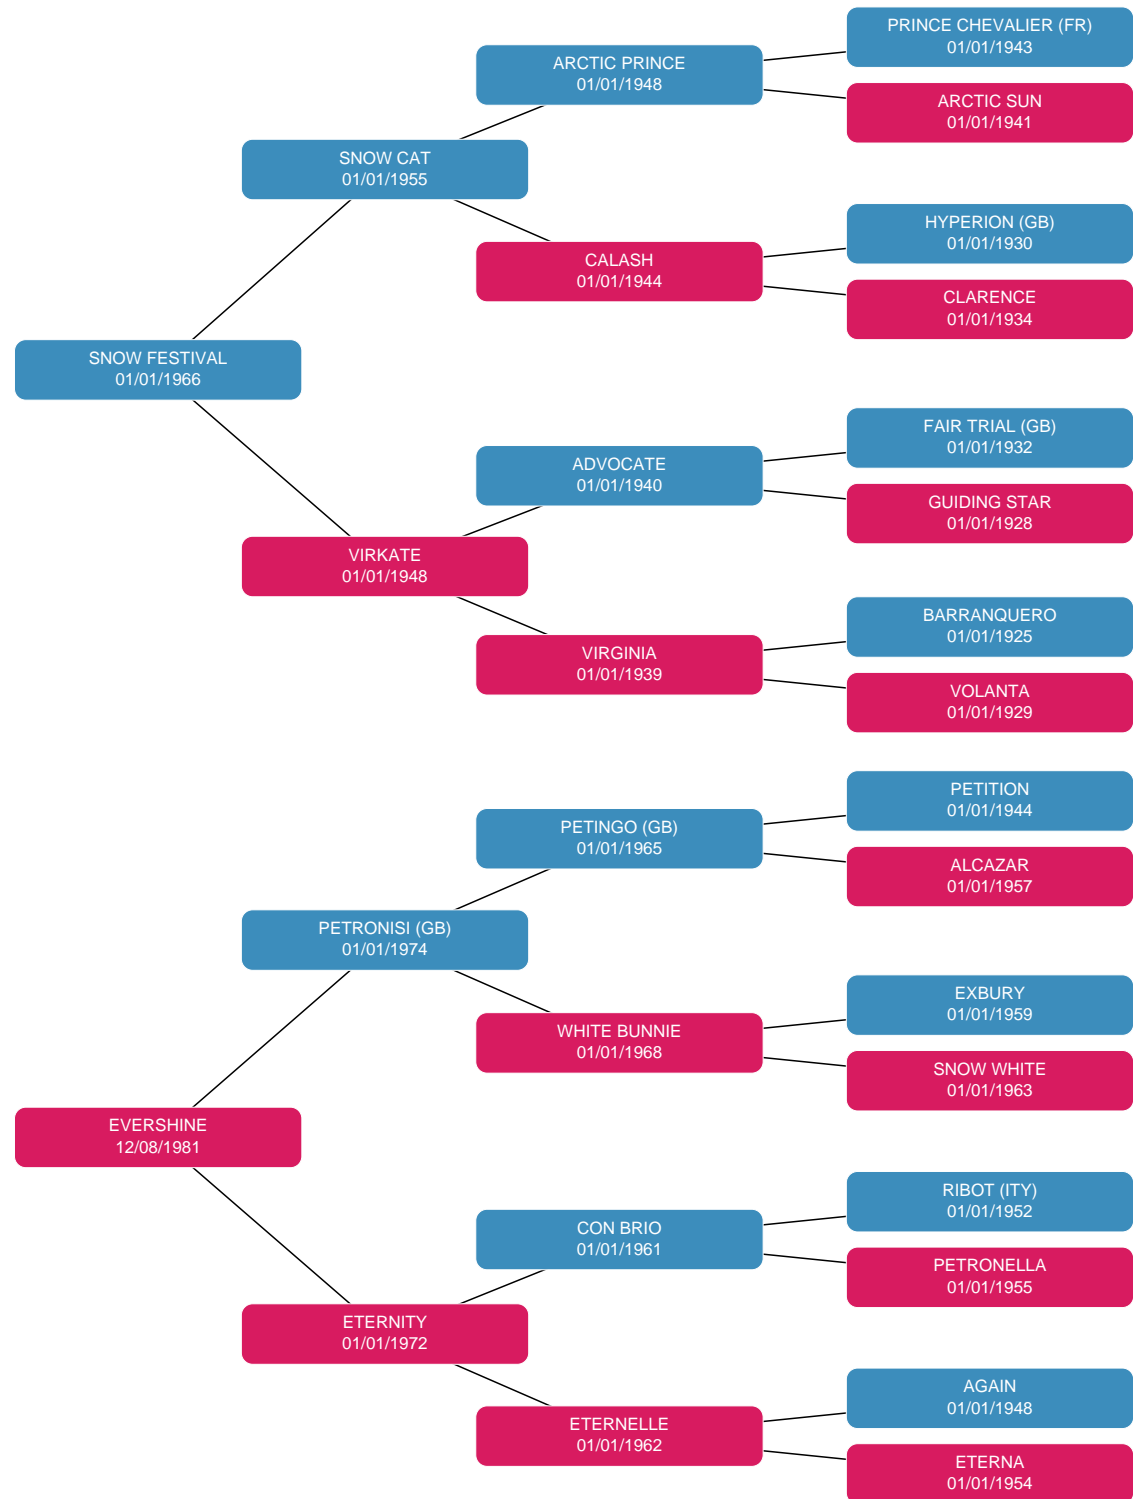 PRINCE CHEVALIER (FR)
01/01/1943
ARCTIC PRINCE
01/01/1948
ARCTIC SUN
01/01/1941
SNOW CAT
01/01/1955
HYPERION (GB)
01/01/1930
CALASH
01/01/1944
CLARENCE
01/01/1934
SNOW FESTIVAL
01/01/1966
FAIR TRIAL (GB)
01/01/1932
ADVOCATE
01/01/1940
GUIDING STAR
01/01/1928
VIRKATE
01/01/1948
BARRANQUERO
01/01/1925
VIRGINIA
01/01/1939
VOLANTA
01/01/1929
PETITION
01/01/1944
PETINGO (GB)
01/01/1965
ALCAZAR
01/01/1957
PETRONISI (GB)
01/01/1974
EXBURY
01/01/1959
WHITE BUNNIE
01/01/1968
SNOW WHITE
01/01/1963
EVERSHINE
12/08/1981
RIBOT (ITY)
01/01/1952
CON BRIO
01/01/1961
PETRONELLA
01/01/1955
ETERNITY
01/01/1972
AGAIN
01/01/1948
ETERNELLE
01/01/1962
ETERNA
01/01/1954